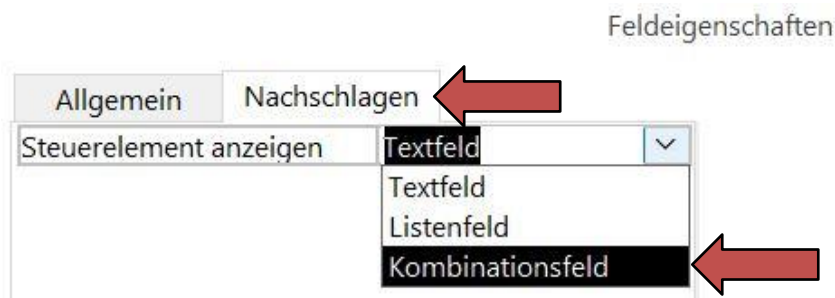 Feldeigenschaften
Allgemein Nachschlagen
Steuerelement anzeigen Textfeld
Textfeld
Listenfeld
Kombinationsfeld